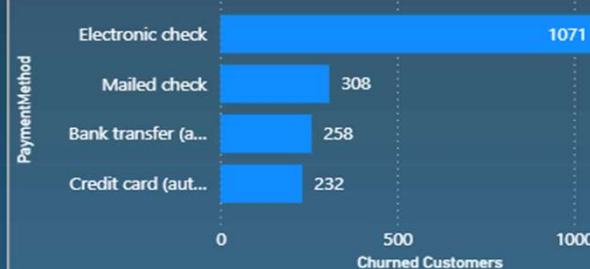 PaymentMethod
Electronic check 1071
Mailed check 308
Bank transfer (a... 258
Credit card (aut... 232
0 500 1000
Churned Customers